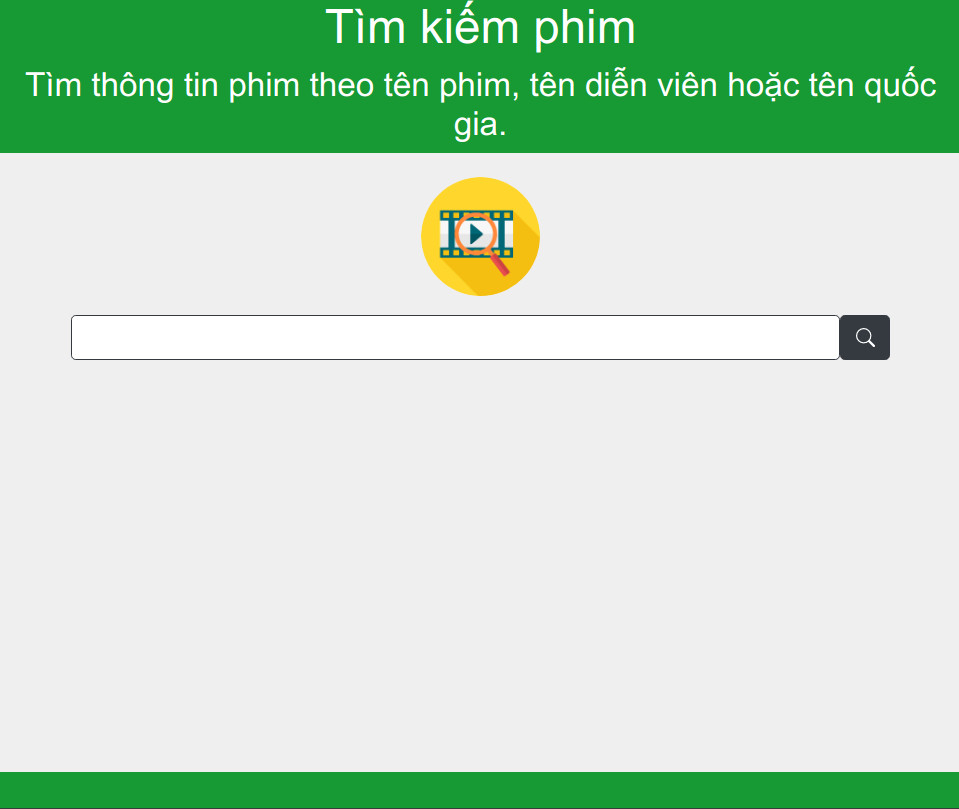 Tìm kiếm phim
Tìm thông tin phim theo tên phim, tên diễn viên hoặc tên quốc
gia.